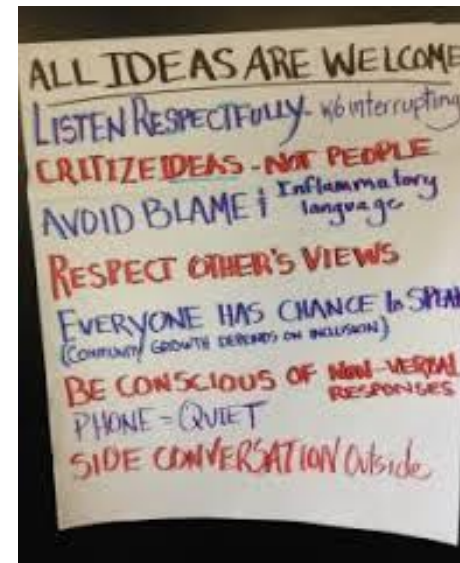 ALL IDEAS ARE WELCOME
LISTEN RESPECTFULLY - w/o interrupting
CRITIZE IDEAS - NOT PEOPLE
AVOID BLAME & Inflammatory
language
RESPECT OTHER'S VIEWS
EVERYONE HAS CHANCE to SPEAK
(COMMUNITY GROWTH DEPENDS ON INCLUSION)
BE CONSCIOUS OF NON-VERBAL
RESPONSES
PHONE = QUIET
SIDE CONVERSATION Outside